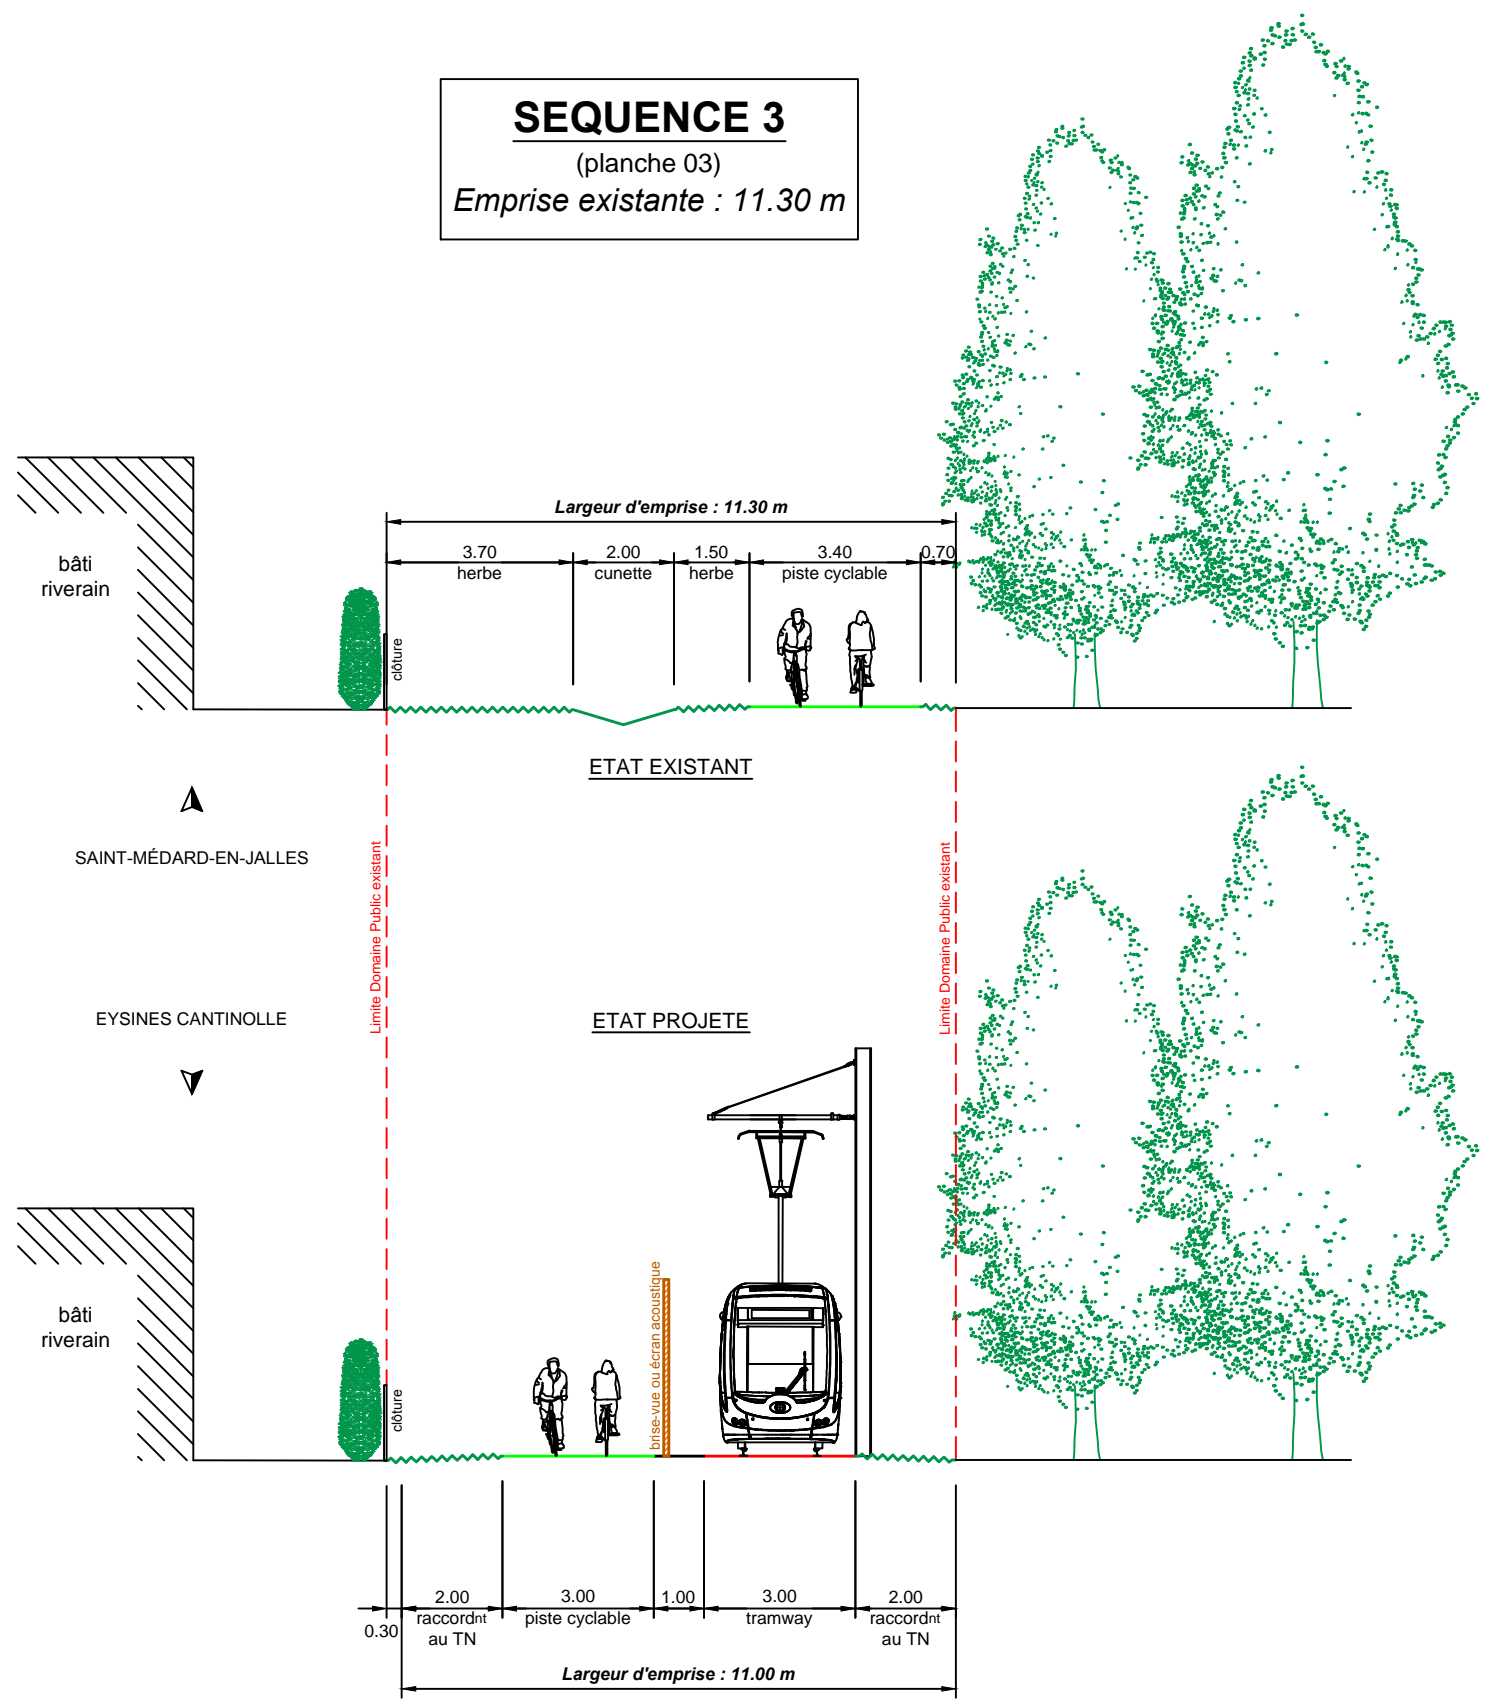 SEQUENCE 3
(planche 03)
Emprise existante : 11.30 m
Largeur d'emprise : 11.30 m
3.70 2.00 1.50 3.40 0.70
herbe cunette herbe piste cyclable
bâti
riverain
clôture
ETAT EXISTANT
SAINT-MÉDARD-EN-JALLES
Limite Domaine Public existant
Limite Domaine Public existant
EYSINES CANTINOLLE
ETAT PROJETE
bâti
riverain
clôture
brise-vue ou écran acoustique
2.00 3.00 1.00 3.00 2.00
raccordnt piste cyclable tramway raccordnt
0.30 au TN au TN
Largeur d'emprise : 11.00 m